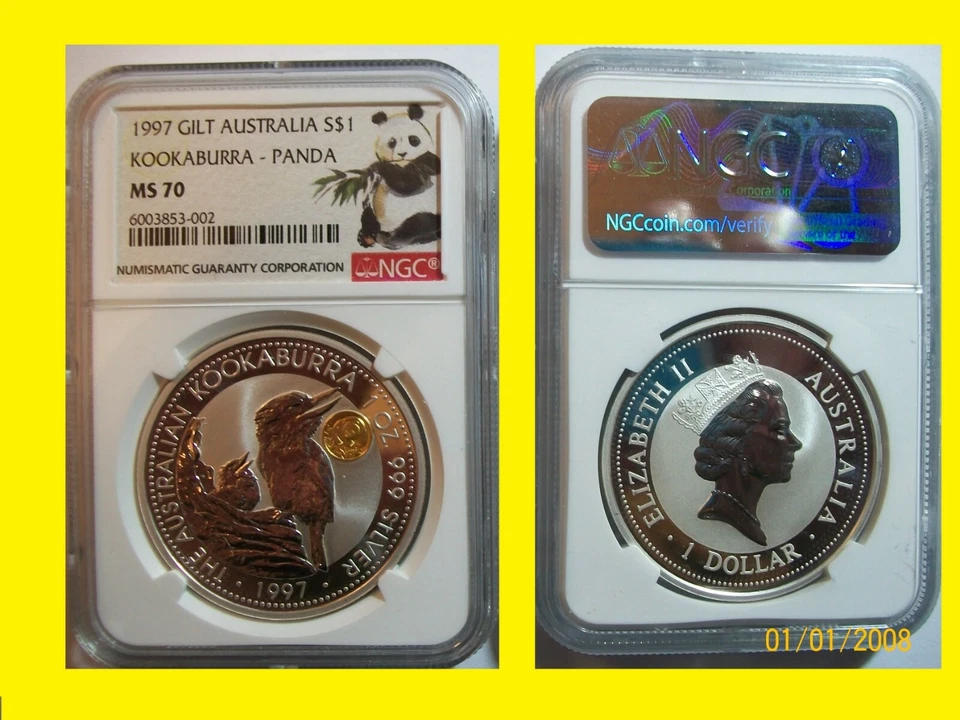 1997 GILT AUSTRALIA S$1
KOOKABURRA - PANDA
MS 70
6003853-002
NUMISMATIC GUARANTY CORPORATION
NGC®
THE AUSTRALIAN KOOKABURRA 1 OZ 999 SILVER
· 1997 ·
NGC
Corporation
NGCcoin.com/verify
ELIZABETH II
AUSTRALIA
· 1 DOLLAR ·
01/01/2008